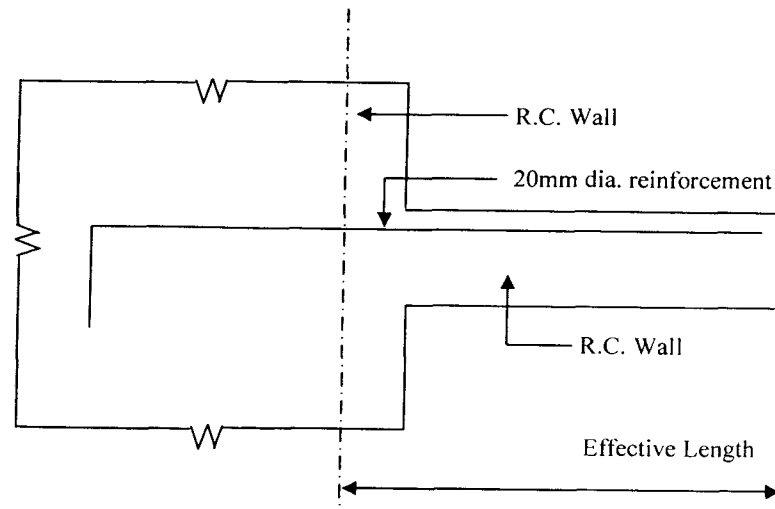 R.C. Wall
20mm dia. reinforcement
R.C. Wall
Effective Length